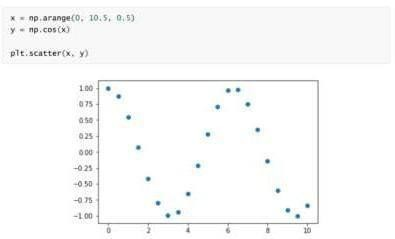 x = np.arange(0, 10.5, 0.5)
y = np.cos(x)
plt.scatter(x, y)
1.00
0.75
0.50
0.25
0.00
−0.25
−0.50
−0.75
−1.00
0 2 4 6 8 10